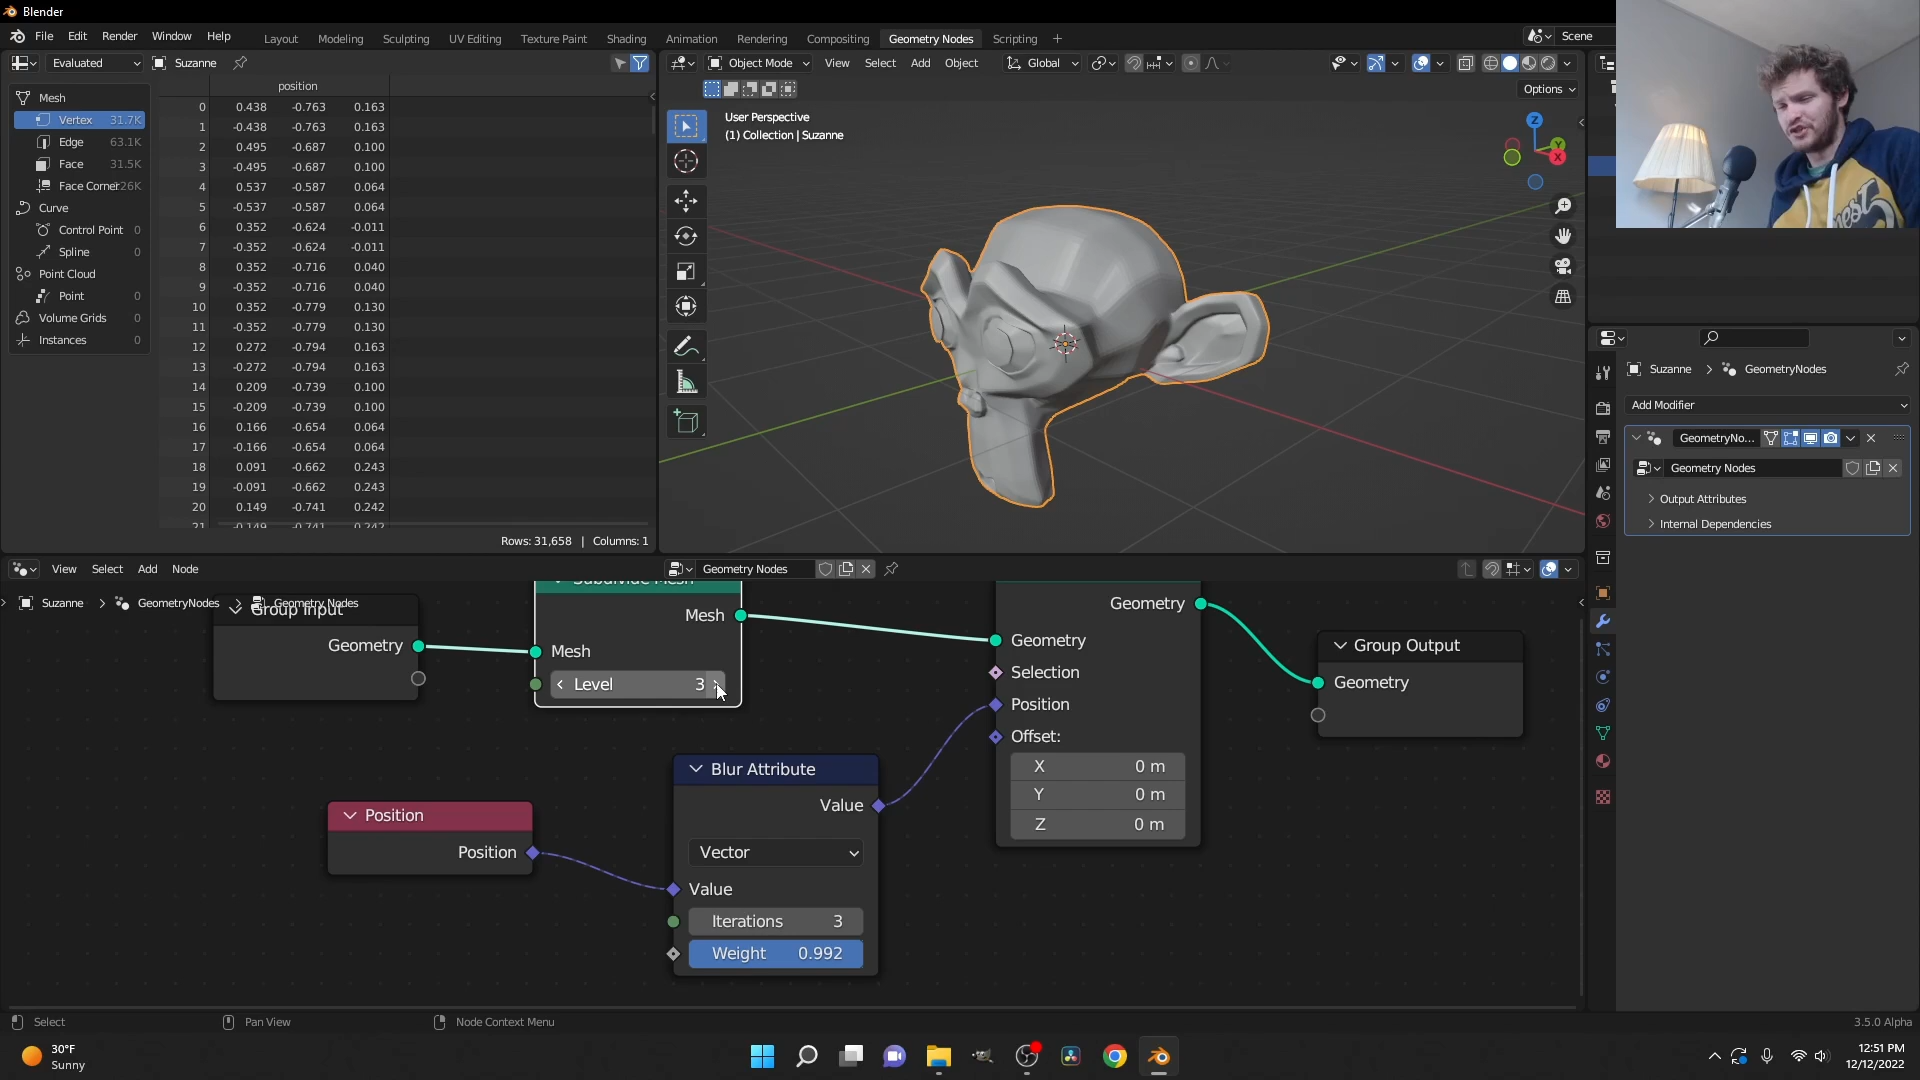 Blender
File Edit Render Window Help
Layout Modeling Sculpting UV Editing Texture Paint Shading Animation Rendering Compositing Geometry Nodes Scripting +
Scene
Evaluated Suzanne
Object Mode View Select Add Object Global
Options
position
Mesh
Vertex 31.7K
Edge 63.1K
Face 31.5K
Face Corner 26K
Curve
Control Point 0
Spline 0
Point Cloud
Point 0
Volume Grids 0
Instances 0
0 0.438 -0.763 0.163
1 -0.438 -0.763 0.163
2 0.495 -0.687 0.100
3 -0.495 -0.687 0.100
4 0.537 -0.587 0.064
5 -0.537 -0.587 0.064
6 0.352 -0.624 -0.011
7 -0.352 -0.624 -0.011
8 0.352 -0.716 0.040
9 -0.352 -0.716 0.040
10 0.352 -0.779 0.130
11 -0.352 -0.779 0.130
12 0.272 -0.794 0.163
13 -0.272 -0.794 0.163
14 0.209 -0.739 0.100
15 -0.209 -0.739 0.100
16 0.166 -0.654 0.064
17 -0.166 -0.654 0.064
18 0.091 -0.662 0.243
19 -0.091 -0.662 0.243
20 0.149 -0.741 0.242
21 -0.149 -0.741 0.242
Rows: 31,658 | Columns: 1
User Perspective
(1) Collection | Suzanne
Z
Y
X
Suzanne > GeometryNodes
Add Modifier
GeometryNo...
Geometry Nodes
Output Attributes
Internal Dependencies
View Select Add Node
Geometry Nodes
Suzanne > GeometryNodes > Geometry Nodes
Group Input
Geometry
Subdivide Mesh
Mesh
Mesh
Level 3
Geometry
Geometry
Selection
Position
Offset:
X 0 m
Y 0 m
Z 0 m
Group Output
Geometry
Position
Position
Blur Attribute
Value
Vector
Value
Iterations 3
Weight 0.992
Select
Pan View
Node Context Menu
3.5.0 Alpha
30°F
Sunny
12:51 PM
12/12/2022